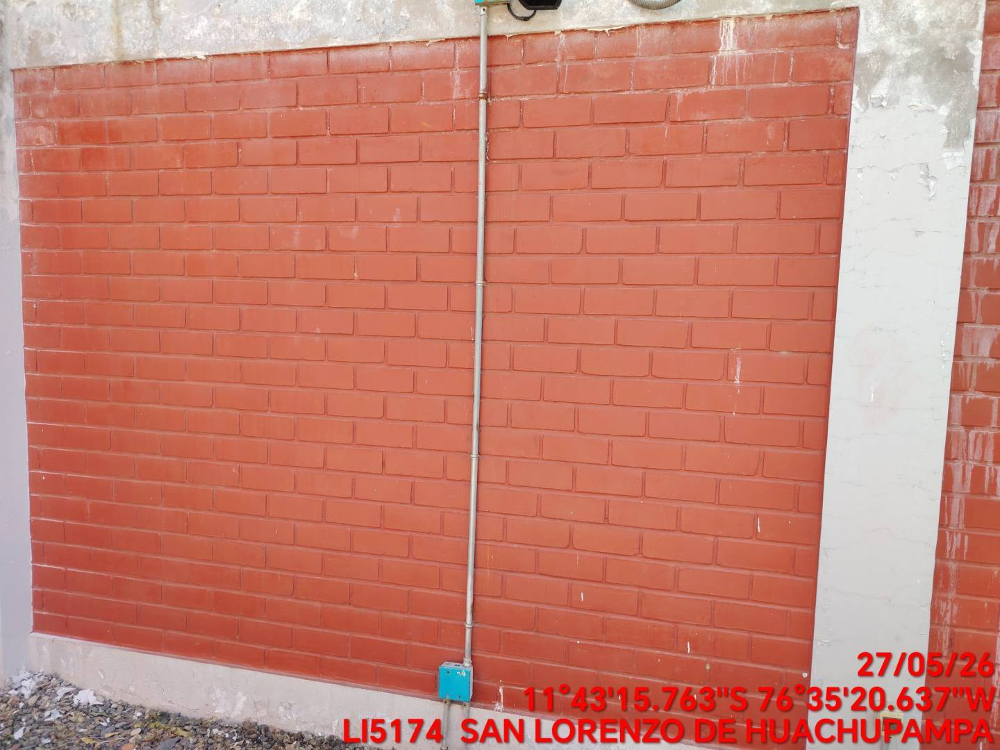 27/05/26
11°43'15.763"S 76°35'20.637"W
LI5174 SAN LORENZO DE HUACHUPAMPA